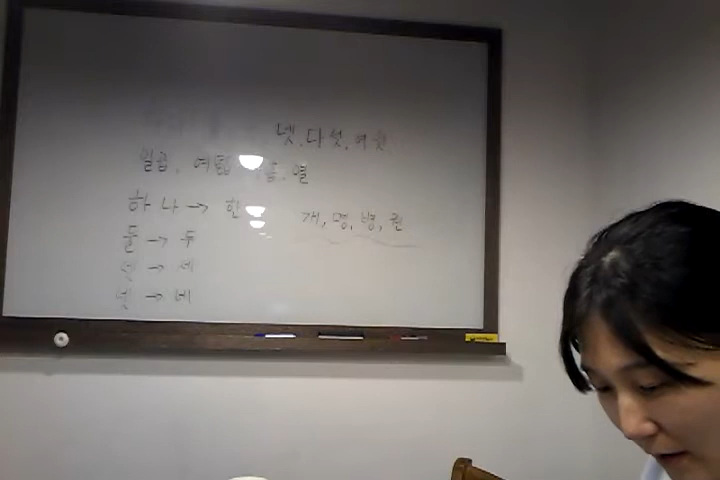 넷, 다섯, 여섯
일곱, 여덟, 열
하나 → 한 개, 명, 병, 권
둘 → 두
셋 → 세
넷 → 네